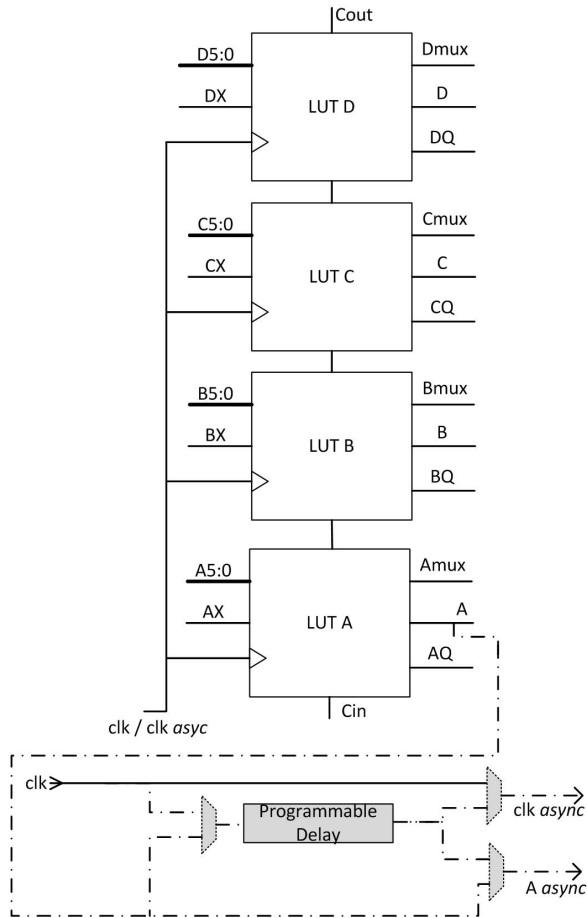 Cout
D5:0
Dmux
DX
LUT D
D
DQ
C5:0
Cmux
CX
LUT C
C
CQ
B5:0
Bmux
BX
LUT B
B
BQ
A5:0
Amux
AX
LUT A
A
AQ
clk / clk asyc
Cin
clk
Programmable
Delay
clk async
A async